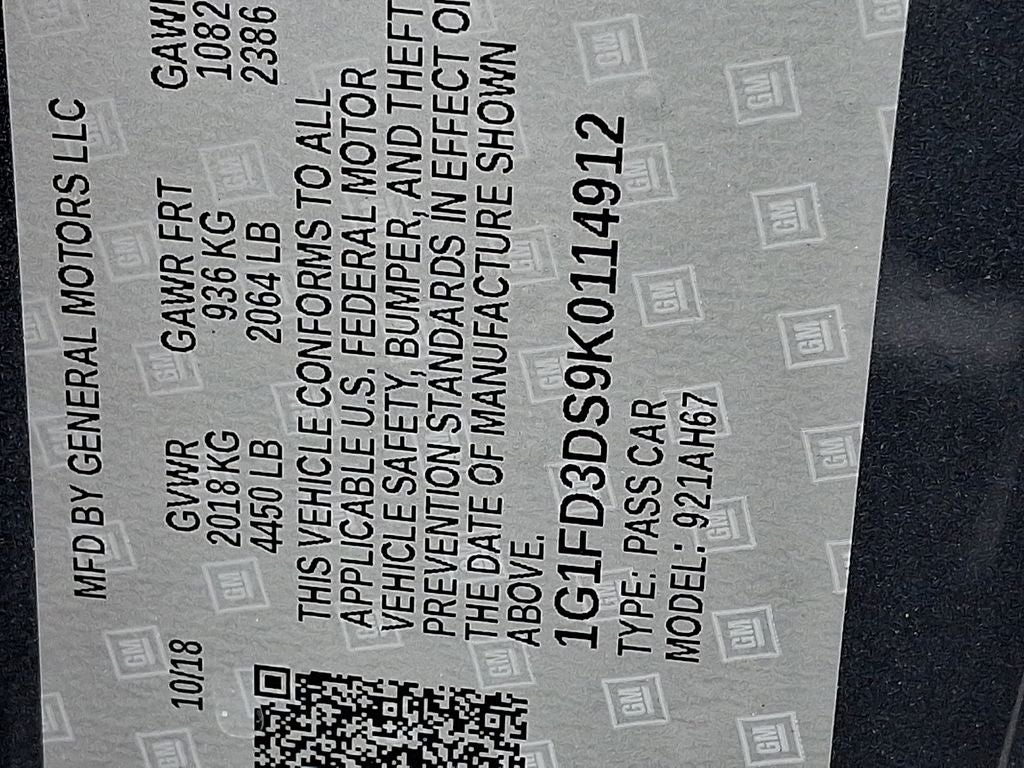 MFD BY GENERAL MOTORS LLC
10/18 GVWR GAWR FRT
2018 KG 936 KG 1082
4450 LB 2064 LB 2386
THIS VEHICLE CONFORMS TO ALL
APPLICABLE U.S. FEDERAL MOTOR
VEHICLE SAFETY, BUMPER, AND THEFT
PREVENTION STANDARDS IN EFFECT
THE DATE OF MANUFACTURE SHOWN
ABOVE.
1G1FD3DS9K0114912
TYPE: PASS CAR
MODEL: 921AH67